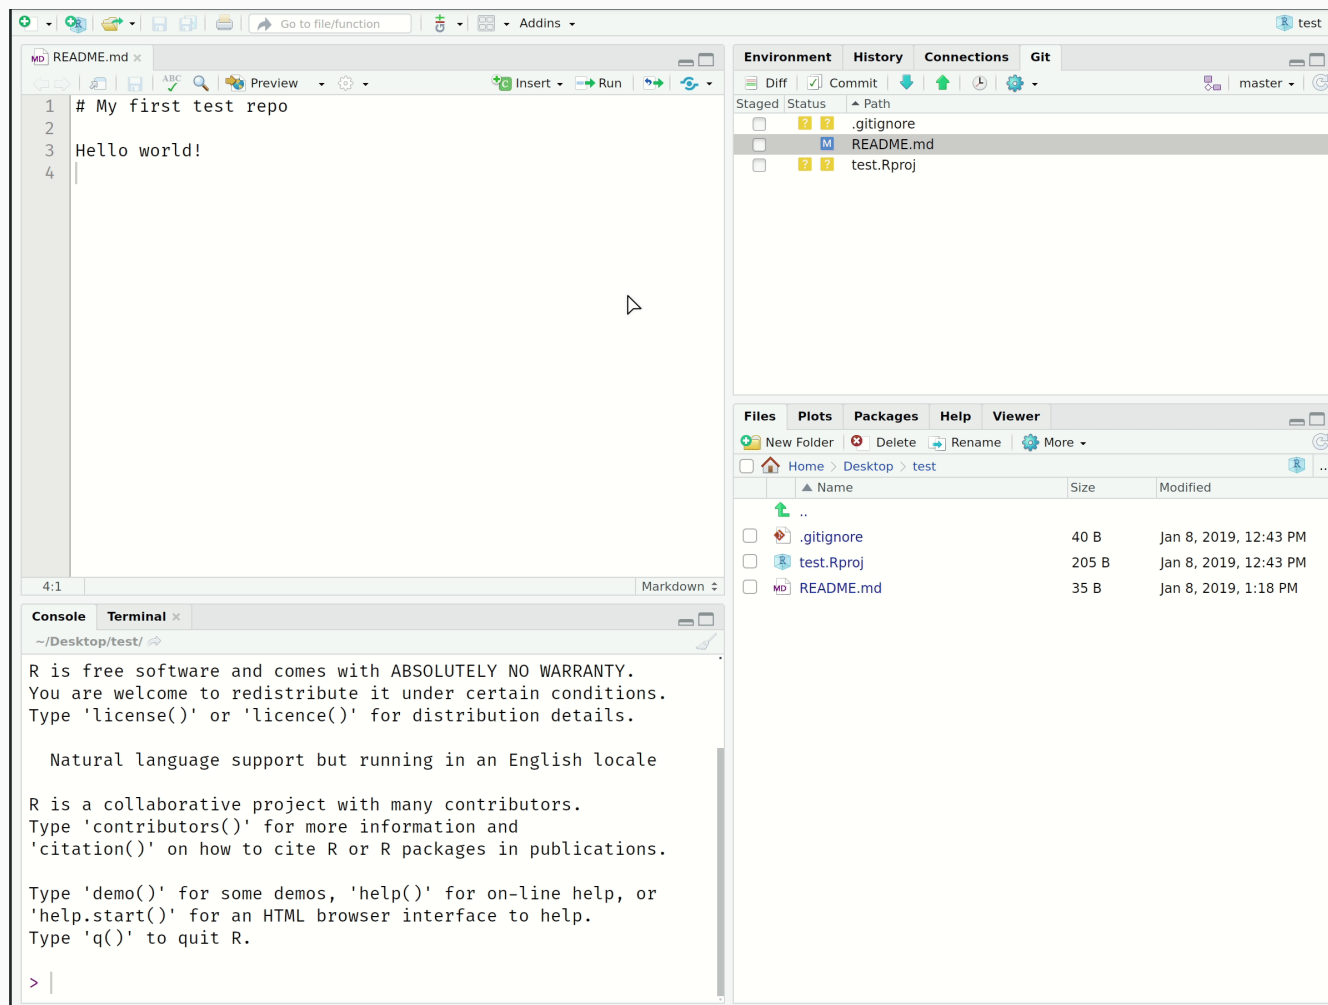 Go to file/function
Addins
test
README.md
ABC
Preview
Insert
Run
1 # My first test repo
2
3 Hello world!
4
4:1
Markdown
Console Terminal
~/Desktop/test/
R is free software and comes with ABSOLUTELY NO WARRANTY.
You are welcome to redistribute it under certain conditions.
Type 'license()' or 'licence()' for distribution details.
Natural language support but running in an English locale
R is a collaborative project with many contributors.
Type 'contributors()' for more information and
'citation()' on how to cite R or R packages in publications.
Type 'demo()' for some demos, 'help()' for on-line help, or
'help.start()' for an HTML browser interface to help.
Type 'q()' to quit R.
>
Environment History Connections Git
Diff Commit master
Staged Status Path
? ? .gitignore
M README.md
? ? test.Rproj
Files Plots Packages Help Viewer
New Folder Delete Rename More
Home > Desktop > test ..
Name Size Modified
..
.gitignore 40 B Jan 8, 2019, 12:43 PM
test.Rproj 205 B Jan 8, 2019, 12:43 PM
MD README.md 35 B Jan 8, 2019, 1:18 PM